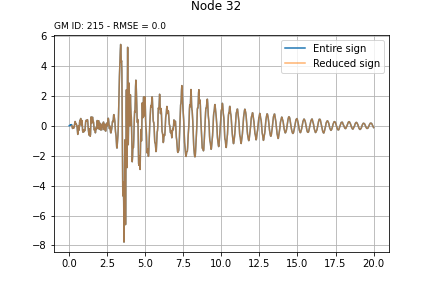 Node 32
GM ID: 215 - RMSE = 0.0
Entire sign
Reduced sign
6
4
2
0
−2
−4
−6
−8
0.0 2.5 5.0 7.5 10.0 12.5 15.0 17.5 20.0